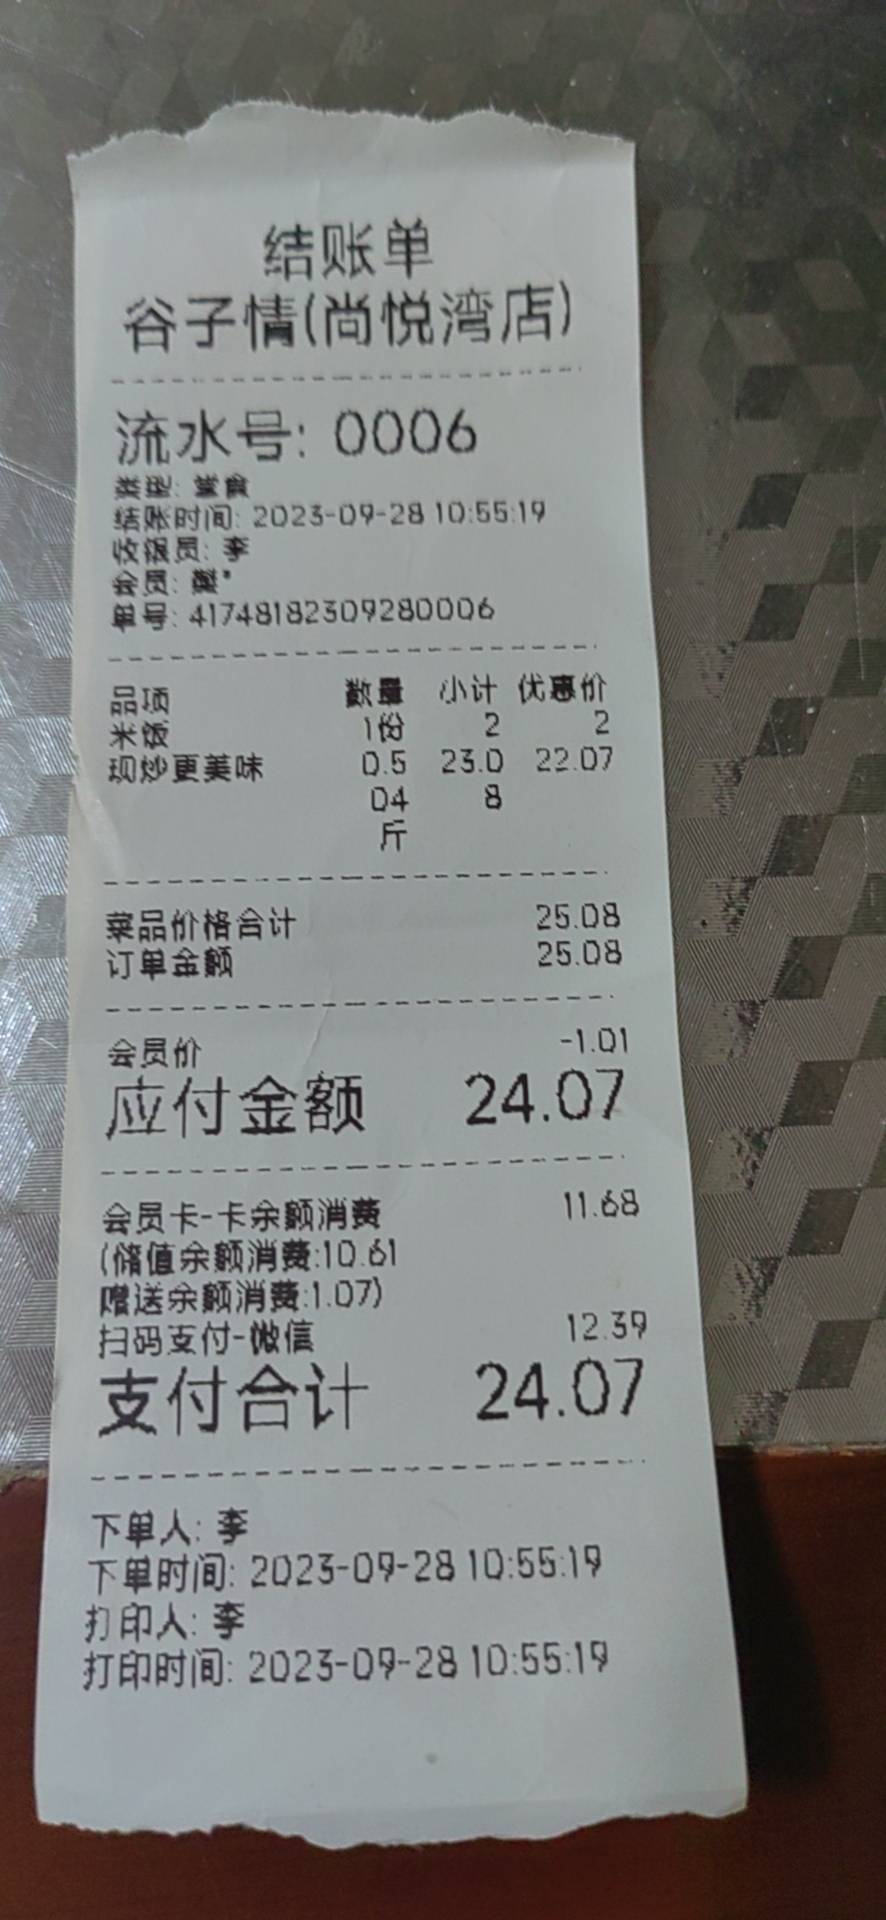 结账单
谷子情(尚悦湾店)
流水号: 0006
类型: 堂食
结账时间: 2023-09-28 10:55:19
收银员: 李
会员: 樊*
单号: 41748182309280006
品项 数量 小计 优惠价
米饭 1份 2 2
现炒更美味 0.5 23.0 22.07
04 8
斤
菜品价格合计 25.08
订单金额 25.08
会员价 -1.01
应付金额 24.07
会员卡-卡余额消费 11.68
(储值余额消费:10.61
赠送余额消费:1.07)
扫码支付-微信 12.39
支付合计 24.07
下单人: 李
下单时间: 2023-09-28 10:55:19
打印人: 李
打印时间: 2023-09-28 10:55:19